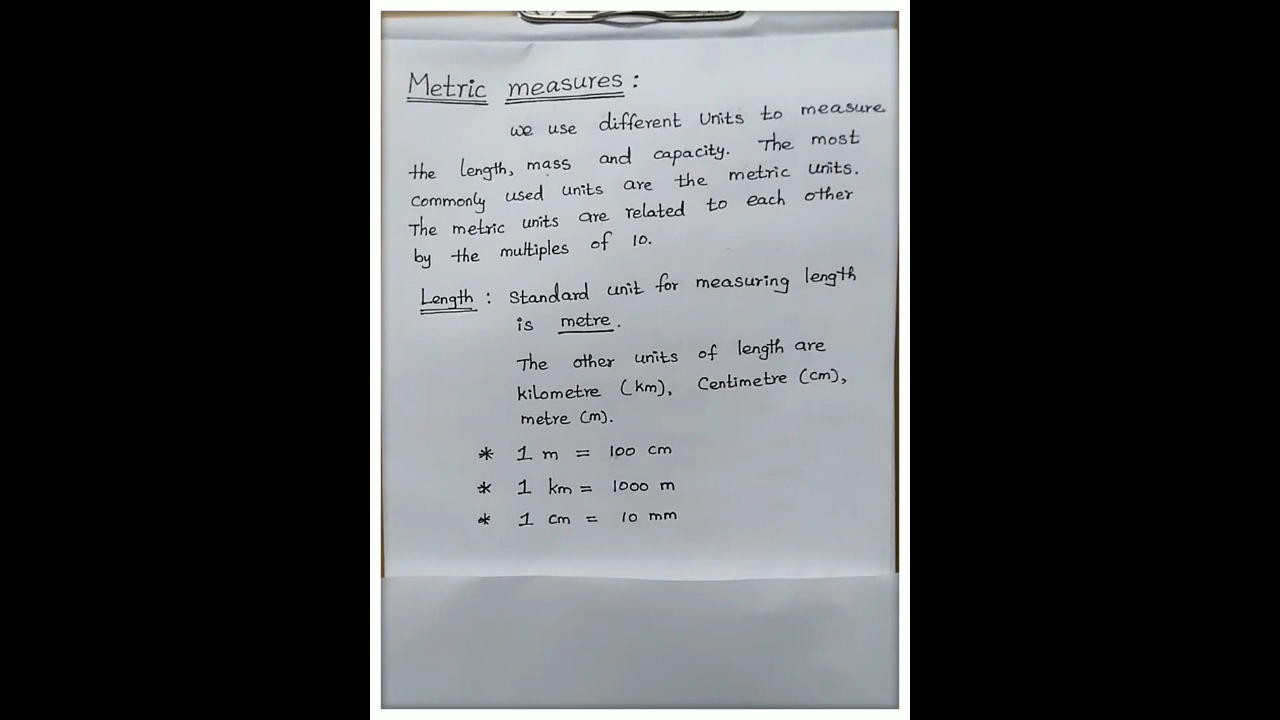 Metric measures :
we use different Units to measure
the length, mass and capacity. The most
commonly used units are the metric units.
The metric units are related to each other
by the multiples of 10.
Length : Standard unit for measuring length
is metre.
The other units of length are
kilometre (km), Centimetre (cm),
metre (m).
* 1 m = 100 cm
* 1 km = 1000 m
* 1 cm = 10 mm